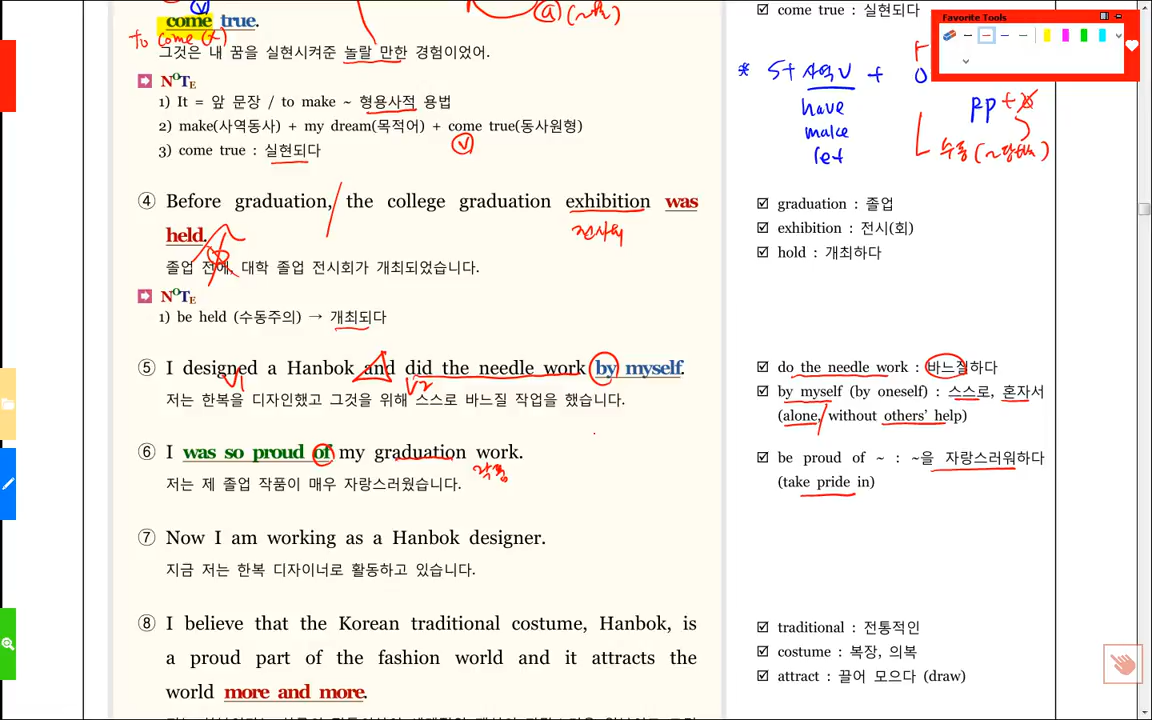 come true.
to come (x)
ⓐ (~adv)
그것은 내 꿈을 실현시켜준 놀랄 만한 경험이었어.
NOTE
1) It = 앞 문장 / to make ~ 형용사적 용법
2) make(사역동사) + my dream(목적어) + come true(동사원형)
Ⓥ
3) come true : 실현되다
④ Before graduation, the college graduation exhibition was
held.
전시회
졸업 전에, 대학 졸업 전시회가 개최되었습니다.
NOTE
1) be held (수동주의) → 개최되다
⑤ I designed a Hanbok and did the needle work by myself.
V1
V2
저는 한복을 디자인했고 그것을 위해 스스로 바느질 작업을 했습니다.
⑥ I was so proud of my graduation work.
작품
저는 제 졸업 작품이 매우 자랑스러웠습니다.
⑦ Now I am working as a Hanbok designer.
지금 저는 한복 디자이너로 활동하고 있습니다.
⑧ I believe that the Korean traditional costume, Hanbok, is
a proud part of the fashion world and it attracts the
world more and more.
come true : 실현되다
Favorite Tools
* S+ 사역V + O
have
make
let
pp
수동
graduation : 졸업
exhibition : 전시(회)
hold : 개최하다
do the needle work : 바느질하다
by myself (by oneself) : 스스로, 혼자서
(alone, without others' help)
be proud of ~ : ~을 자랑스러워하다
(take pride in)
traditional : 전통적인
costume : 복장, 의복
attract : 끌어 모으다 (draw)